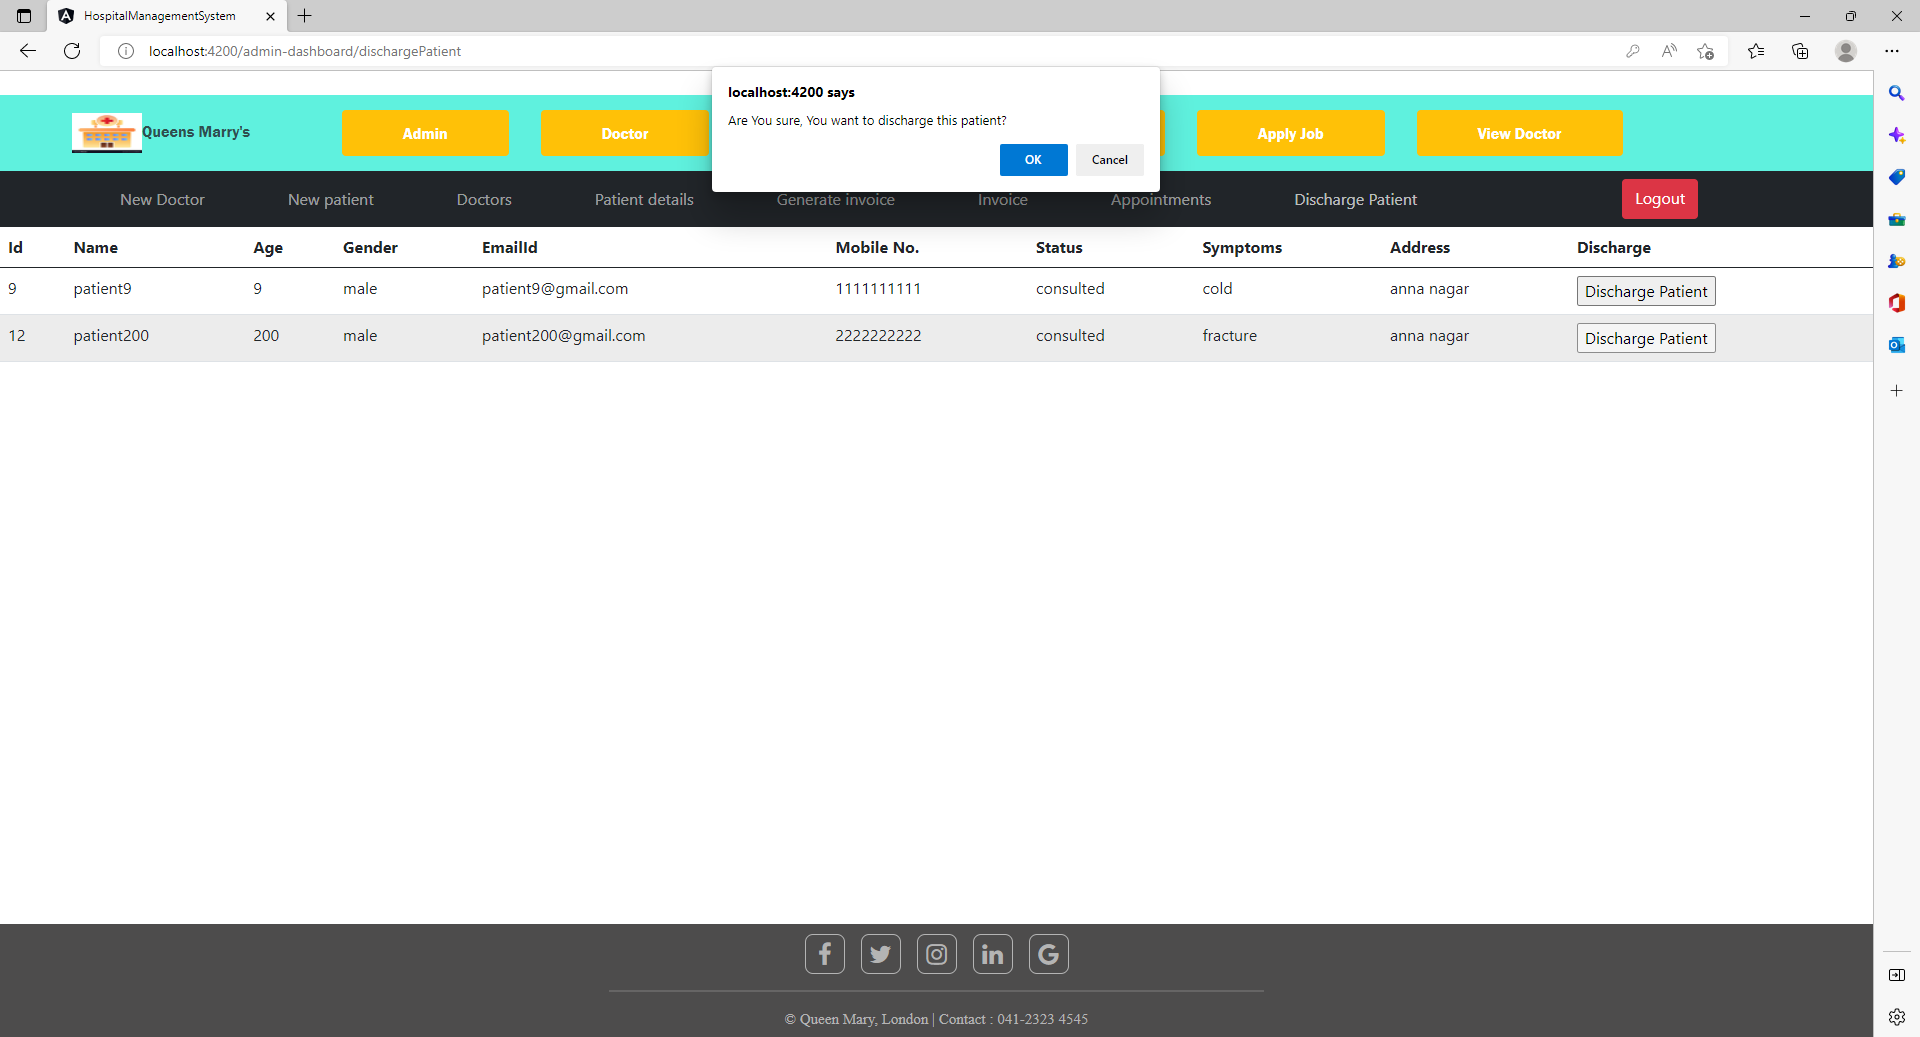 HospitalManagementSystem
localhost:4200/admin-dashboard/dischargePatient
localhost:4200 says
Are You sure, You want to discharge this patient?
OK Cancel
Queens Marry's Admin Doctor Apply Job View Doctor
New Doctor New patient Doctors Patient details Generate invoice Invoice Appointments Discharge Patient Logout
Id Name Age Gender EmailId Mobile No. Status Symptoms Address Discharge
9 patient9 9 male patient9@gmail.com 1111111111 consulted cold anna nagar Discharge Patient
12 patient200 200 male patient200@gmail.com 2222222222 consulted fracture anna nagar Discharge Patient
© Queen Mary, London | Contact : 041-2323 4545